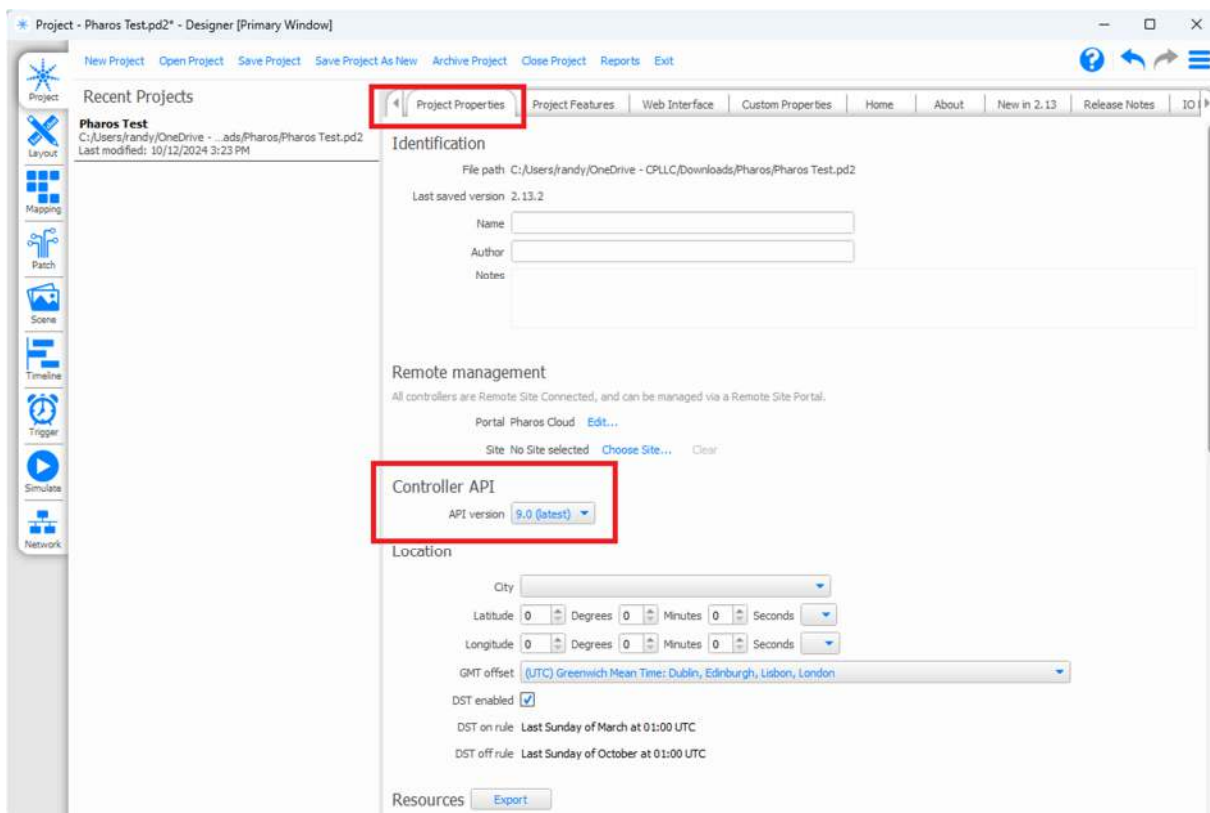 Project - Pharos Test.pd2* - Designer [Primary Window]
New Project Open Project Save Project Save Project As New Archive Project Close Project Reports Exit
Project
Layout
Mapping
Patch
Scene
Timeline
Trigger
Simulate
Network
Recent Projects
Pharos Test
C:/Users/randy/OneDrive - ...ads/Pharos/Pharos Test.pd2
Last modified: 10/12/2024 3:23 PM
Project Properties Project Features Web Interface Custom Properties Home About New in 2.13 Release Notes IO
Identification
File path C:/Users/randy/OneDrive - CPLLC/Downloads/Pharos/Pharos Test.pd2
Last saved version 2.13.2
Name
Author
Notes
Remote management
All controllers are Remote Site Connected, and can be managed via a Remote Site Portal.
Portal Pharos Cloud Edit...
Site No Site selected Choose Site... Clear
Controller API
API version 9.0 (latest)
Location
City
Latitude 0 Degrees 0 Minutes 0 Seconds
Longitude 0 Degrees 0 Minutes 0 Seconds
GMT offset (UTC) Greenwich Mean Time: Dublin, Edinburgh, Lisbon, London
DST enabled
DST on rule Last Sunday of March at 01:00 UTC
DST off rule Last Sunday of October at 01:00 UTC
Resources Export